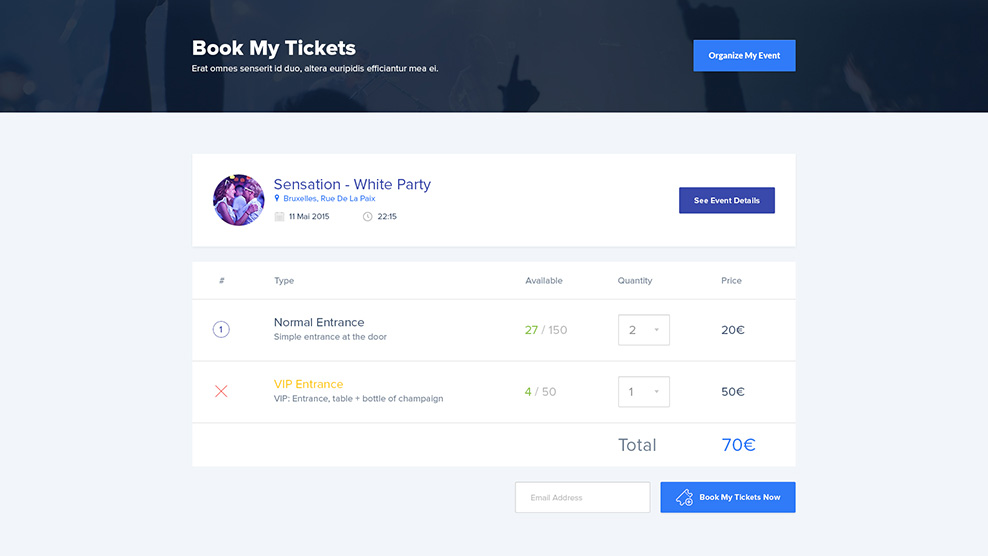 Book My Tickets
Erat omnes senserit id duo, altera euripidis efficiantur mea ei.
Organize My Event
Sensation - White Party
Bruxelles, Rue De La Paix
11 Mai 2015 22:15
See Event Details
# Type Available Quantity Price
1 Normal Entrance 27 / 150 2 20€
Simple entrance at the door
VIP Entrance 4 / 50 1 50€
VIP: Entrance, table + bottle of champaign
Total 70€
Email Address Book My Tickets Now